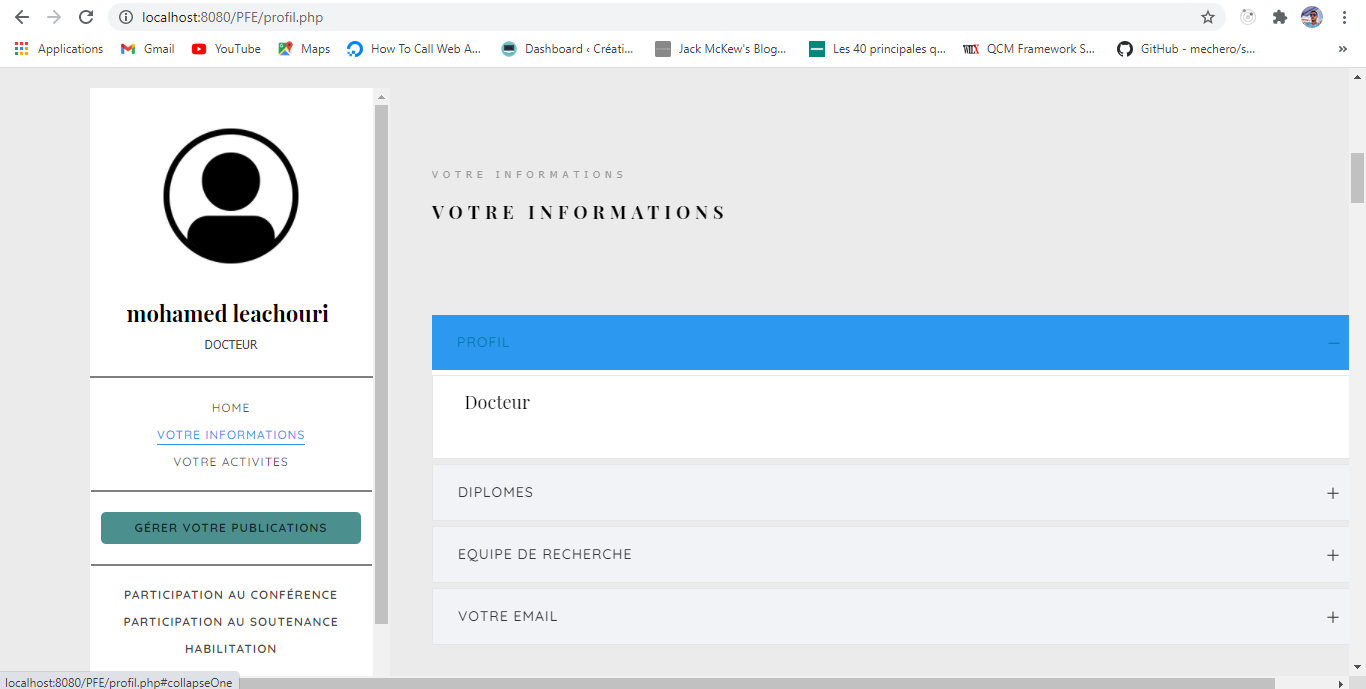 localhost:8080/PFE/profil.php
Applications Gmail YouTube Maps How To Call Web A... Dashboard ‹ Créati... Jack McKew's Blog... Les 40 principales q... QCM Framework S... GitHub - mechero/s... »
mohamed leachouri
DOCTEUR
HOME
VOTRE INFORMATIONS
VOTRE ACTIVITES
GÉRER VOTRE PUBLICATIONS
PARTICIPATION AU CONFÉRENCE
PARTICIPATION AU SOUTENANCE
HABILITATION
VOTRE INFORMATIONS
VOTRE INFORMATIONS
PROFIL
Docteur
DIPLOMES
EQUIPE DE RECHERCHE
VOTRE EMAIL
localhost:8080/PFE/profil.php#collapseOne